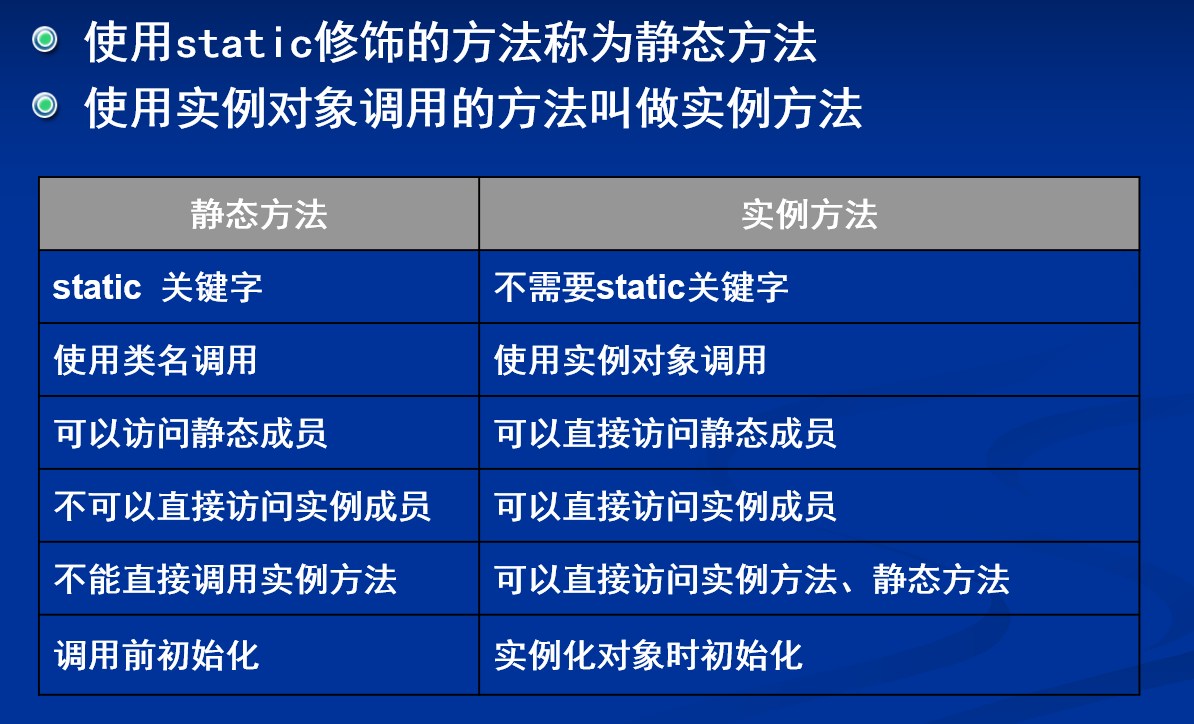 使用static修饰的方法称为静态方法
使用实例对象调用的方法叫做实例方法
静态方法 实例方法
static 关键字 不需要static关键字
使用类名调用 使用实例对象调用
可以访问静态成员 可以直接访问静态成员
不可以直接访问实例成员 可以直接访问实例成员
不能直接调用实例方法 可以直接访问实例方法、静态方法
调用前初始化 实例化对象时初始化